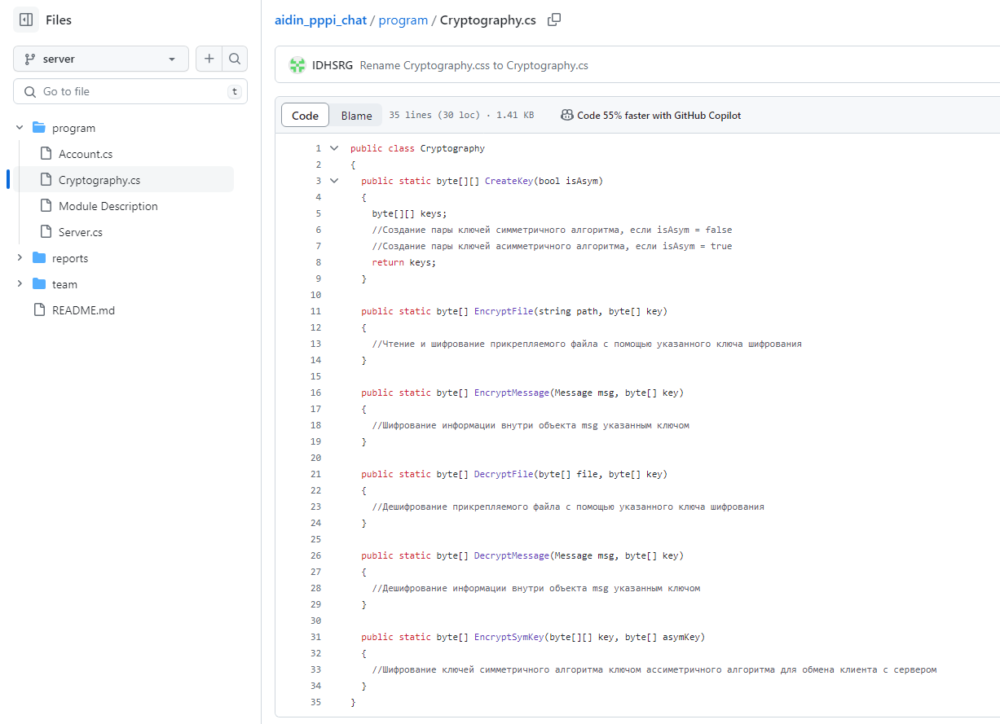 Files
server
Go to file
t
program
Account.cs
Cryptography.cs
Module Description
Server.cs
reports
team
README.md
aidin_pppi_chat / program / Cryptography.cs
IDHSRG Rename Cryptography.css to Cryptography.cs
Code Blame 35 lines (30 loc) · 1.41 KB Code 55% faster with GitHub Copilot
1 public class Cryptography
2 {
3 public static byte[][] CreateKey(bool isAsym)
4 {
5 byte[][] keys;
6 //Создание пары ключей симметричного алгоритма, если isAsym = false
7 //Создание пары ключей асимметричного алгоритма, если isAsym = true
8 return keys;
9 }
10
11 public static byte[] EncryptFile(string path, byte[] key)
12 {
13 //Чтение и шифрование прикрепляемого файла с помощью указанного ключа шифрования
14 }
15
16 public static byte[] EncryptMessage(Message msg, byte[] key)
17 {
18 //Шифрование информации внутри объекта msg указанным ключом
19 }
20
21 public static byte[] DecryptFile(byte[] file, byte[] key)
22 {
23 //Дешифрование прикрепляемого файла с помощью указанного ключа шифрования
24 }
25
26 public static byte[] DecryptMessage(Message msg, byte[] key)
27 {
28 //Дешифрование информации внутри объекта msg указанным ключом
29 }
30
31 public static byte[] EncryptSymKey(byte[][] key, byte[] asymKey)
32 {
33 //Шифрование ключей симметричного алгоритма ключом ассиметричного алгоритма для обмена клиента с сервером
34 }
35 }